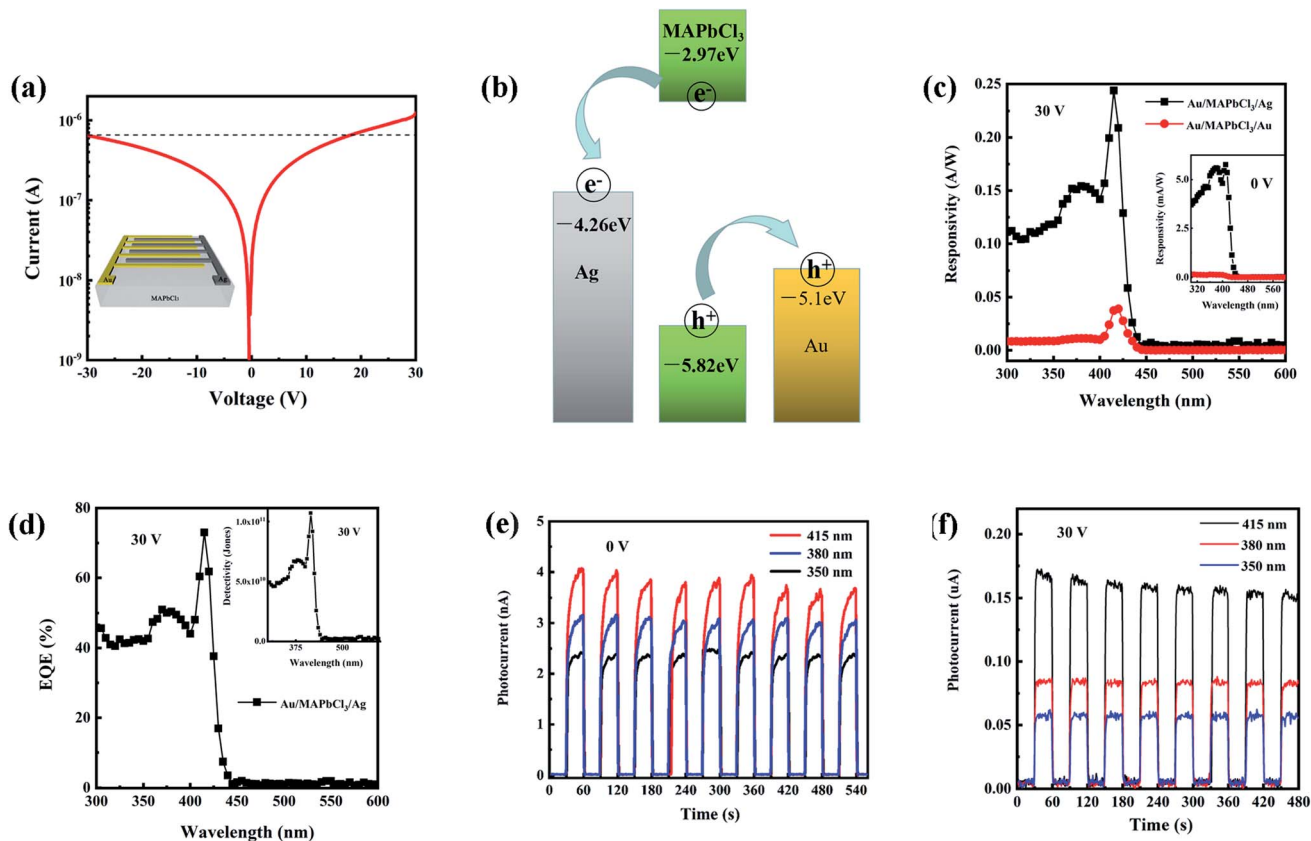 (a)
Current (A)
10⁻⁶
10⁻⁷
10⁻⁸
10⁻⁹
Au
Ag
MAPbCl₃
-30 -20 -10 0 10 20 30
Voltage (V)
(b)
MAPbCl₃
−2.97eV
e⁻
e⁻
−4.26eV
Ag
h⁺
−5.82eV
h⁺
−5.1eV
Au
(c)
Responsivity (A/W)
0.25
0.20
0.15
0.10
0.05
0.00
30 V
Au/MAPbCl₃/Ag
Au/MAPbCl₃/Au
Responsivity (mA/W)
5.0
2.5
0.0
0 V
320 400 480 560
Wavelength (nm)
300 350 400 450 500 550 600
Wavelength (nm)
(d)
EQE (%)
80
60
40
20
0
30 V
Detectivity (Jones)
1.0x10¹¹
5.0x10¹⁰
0.0
30 V
375 500
Wavelength (nm)
Au/MAPbCl₃/Ag
300 350 400 450 500 550 600
Wavelength (nm)
(e)
Photocurrent (nA)
5
4
3
2
1
0
0 V
415 nm
380 nm
350 nm
0 60 120 180 240 300 360 420 480 540
Time (s)
(f)
Photocurrent (uA)
0.20
0.15
0.10
0.05
0.00
30 V
415 nm
380 nm
350 nm
0 60 120 180 240 300 360 420 480
Time (s)